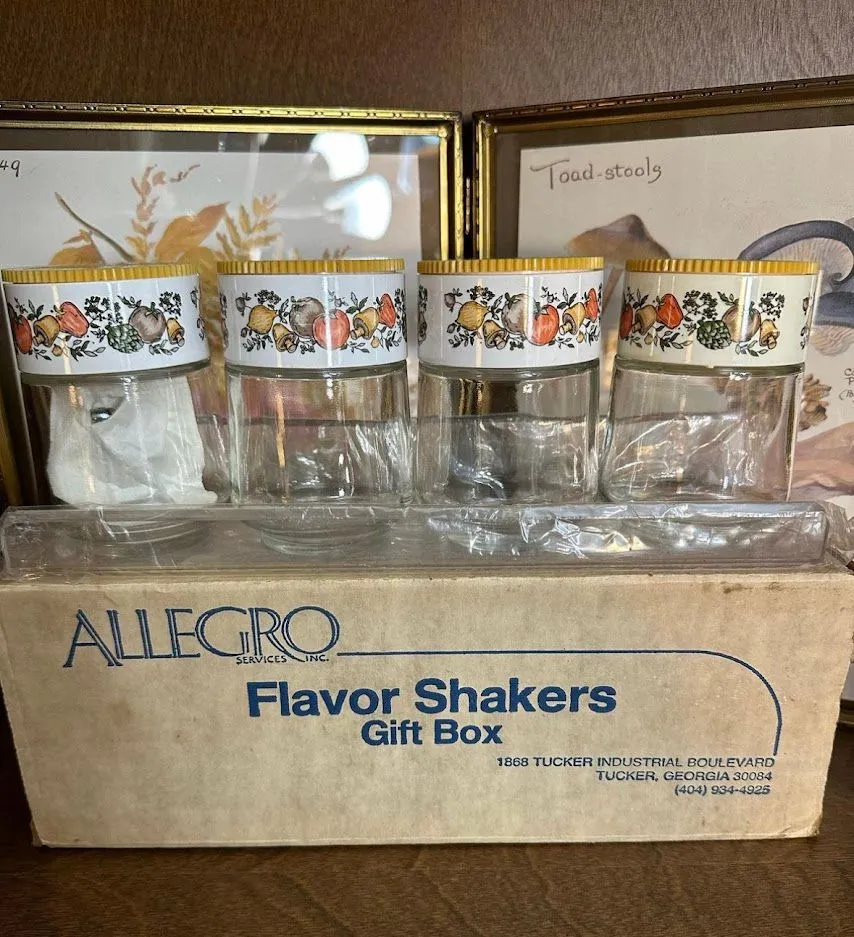 49
Toad-stools
ALLEGRO
SERVICES INC.
Flavor Shakers
Gift Box
1868 TUCKER INDUSTRIAL BOULEVARD
TUCKER, GEORGIA 30084
(404) 934-4925